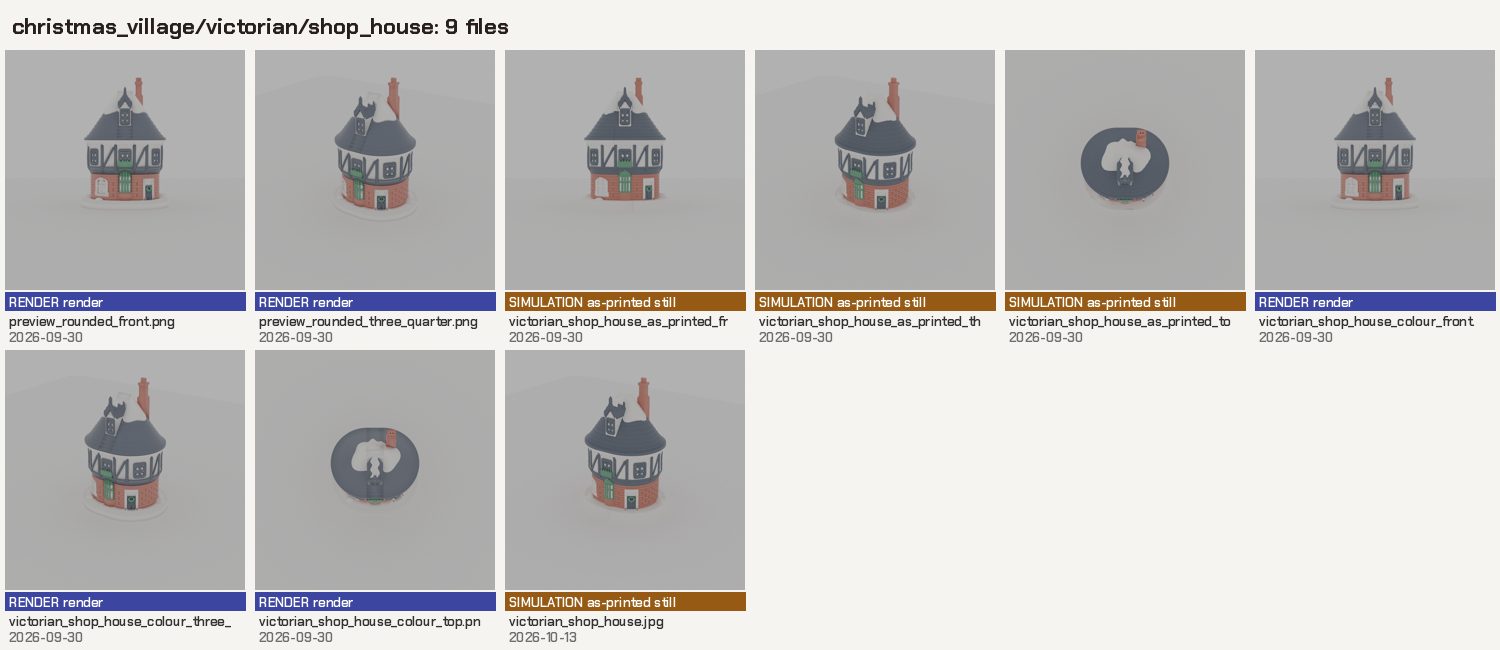 christmas_village/victorian/shop_house: 9 files
RENDER render
preview_rounded_front.png
2026-09-30
RENDER render
preview_rounded_three_quarter.png
2026-09-30
SIMULATION as-printed still
victorian_shop_house_as_printed_fr
2026-09-30
SIMULATION as-printed still
victorian_shop_house_as_printed_th
2026-09-30
SIMULATION as-printed still
victorian_shop_house_as_printed_to
2026-09-30
RENDER render
victorian_shop_house_colour_front.
2026-09-30
RENDER render
victorian_shop_house_colour_three_
2026-09-30
RENDER render
victorian_shop_house_colour_top.pn
2026-09-30
SIMULATION as-printed still
victorian_shop_house.jpg
2026-10-13